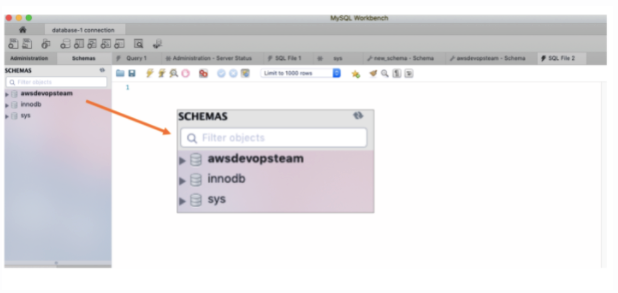 MySQL Workbench
database-1 connection
Administration Schemas Query 1 Administration - Server Status SQL File 1 sys new_schema - Schema awsdevopsteam - Schema SQL File 2
SCHEMAS
Filter objects
Limit to 1000 rows
1
awsdevopsteam
innodb
sys
SCHEMAS
Filter objects
awsdevopsteam
innodb
sys